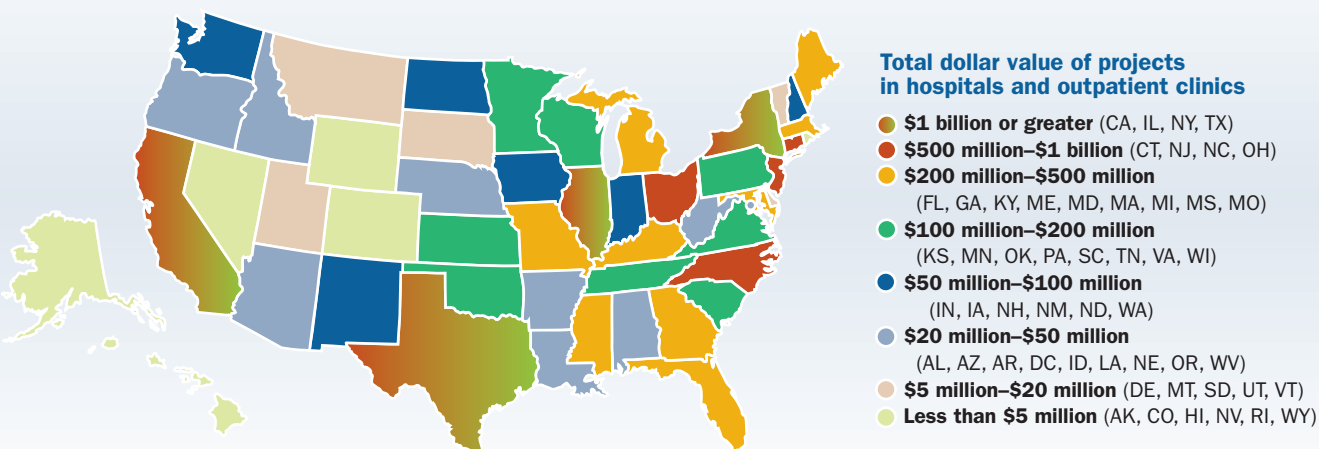 Total dollar value of projects
in hospitals and outpatient clinics
$1 billion or greater (CA, IL, NY, TX)
$500 million–$1 billion (CT, NJ, NC, OH)
$200 million–$500 million
(FL, GA, KY, ME, MD, MA, MI, MS, MO)
$100 million–$200 million
(KS, MN, OK, PA, SC, TN, VA, WI)
$50 million–$100 million
(IN, IA, NH, NM, ND, WA)
$20 million–$50 million
(AL, AZ, AR, DC, ID, LA, NE, OR, WV)
$5 million–$20 million (DE, MT, SD, UT, VT)
Less than $5 million (AK, CO, HI, NV, RI, WY)